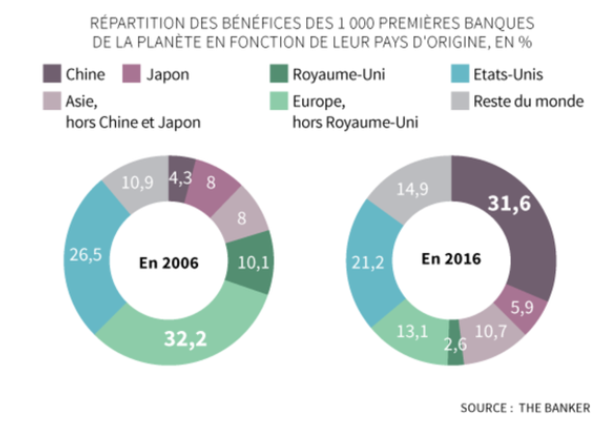 RÉPARTITION DES BÉNÉFICES DES 1 000 PREMIÈRES BANQUES
DE LA PLANÈTE EN FONCTION DE LEUR PAYS D'ORIGINE, EN %
Chine
Japon
Royaume-Uni
Etats-Unis
Asie,
hors Chine et Japon
Europe,
hors Royaume-Uni
Reste du monde
4,3
8
8
10,1
32,2
26,5
10,9
En 2006
31,6
5,9
10,7
2,6
13,1
21,2
14,9
En 2016
SOURCE : THE BANKER